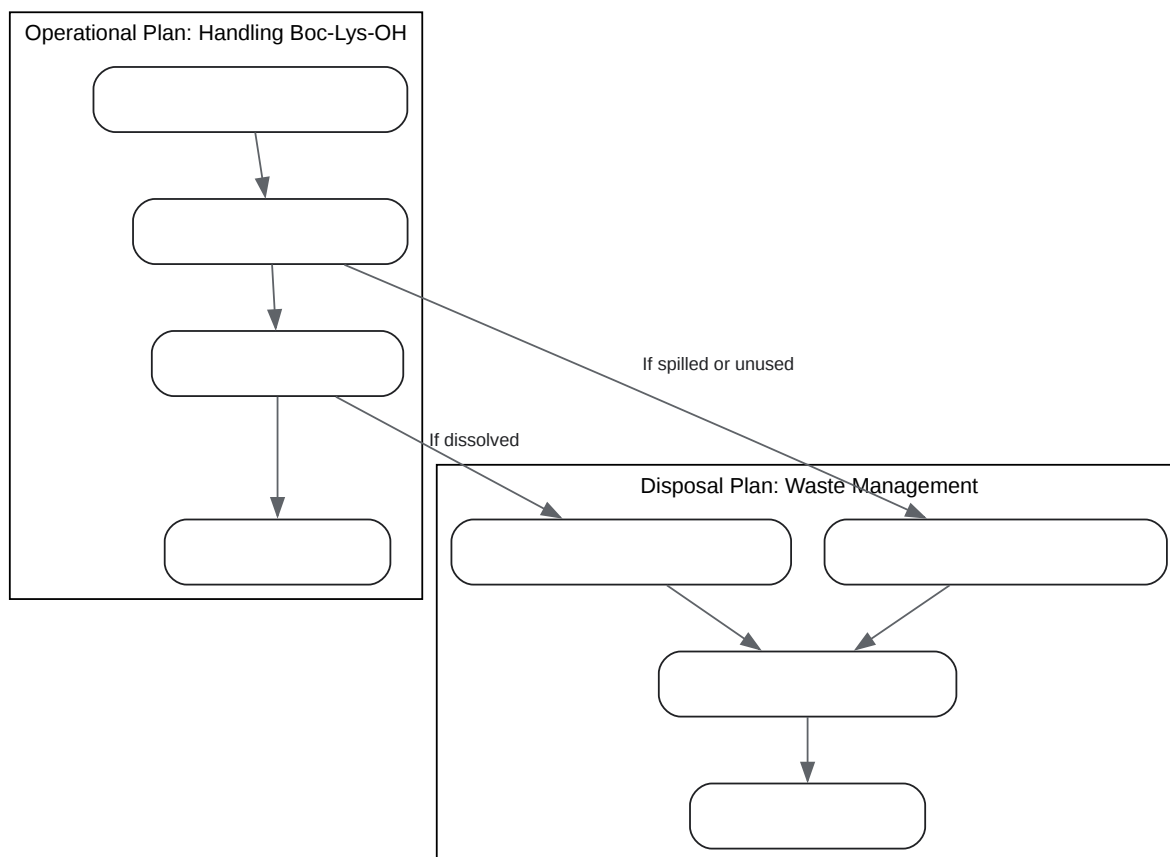 Operational Plan: Handling Boc-Lys-OH
If spilled or unused
If dissolved
Disposal Plan: Waste Management